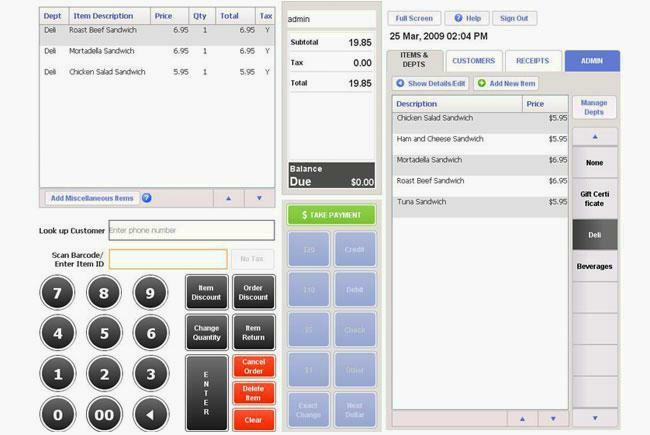 Dept Item Description Price Qty Total Tax
Deli Roast Beef Sandwich 6.95 1 6.95 Y
Deli Mortadella Sandwich 6.95 1 6.95 Y
Deli Chicken Salad Sandwich 5.95 1 5.95 Y
Add Miscellaneous Items ?
Look up Customer Enter phone number
Scan Barcode/
Enter Item ID
No Tax
7 8 9
4 5 6
1 2 3
0 00
Item
Discount
Order
Discount
Change
Quantity
Item
Return
ENTER
Cancel
Order
Delete
Item
Clear
admin
Subtotal 19.85
Tax 0.00
Total 19.85
Balance
Due $0.00
$ TAKE PAYMENT
$20 Credit
$10 Debit
$5 Check
$1 Other
Exact
Change
Next
Dollar
Full Screen ? Help Sign Out
25 Mar, 2009 02:04 PM
ITEMS &
DEPTS
CUSTOMERS RECEIPTS ADMIN
Show Details/Edit Add New Item
Description Price
Chicken Salad Sandwich $5.95
Ham and Cheese Sandwich $5.95
Mortadella Sandwich $6.95
Roast Beef Sandwich $6.95
Tuna Sandwich $5.95
Manage
Depts
None
Gift Certi
ficate
Deli
Beverages